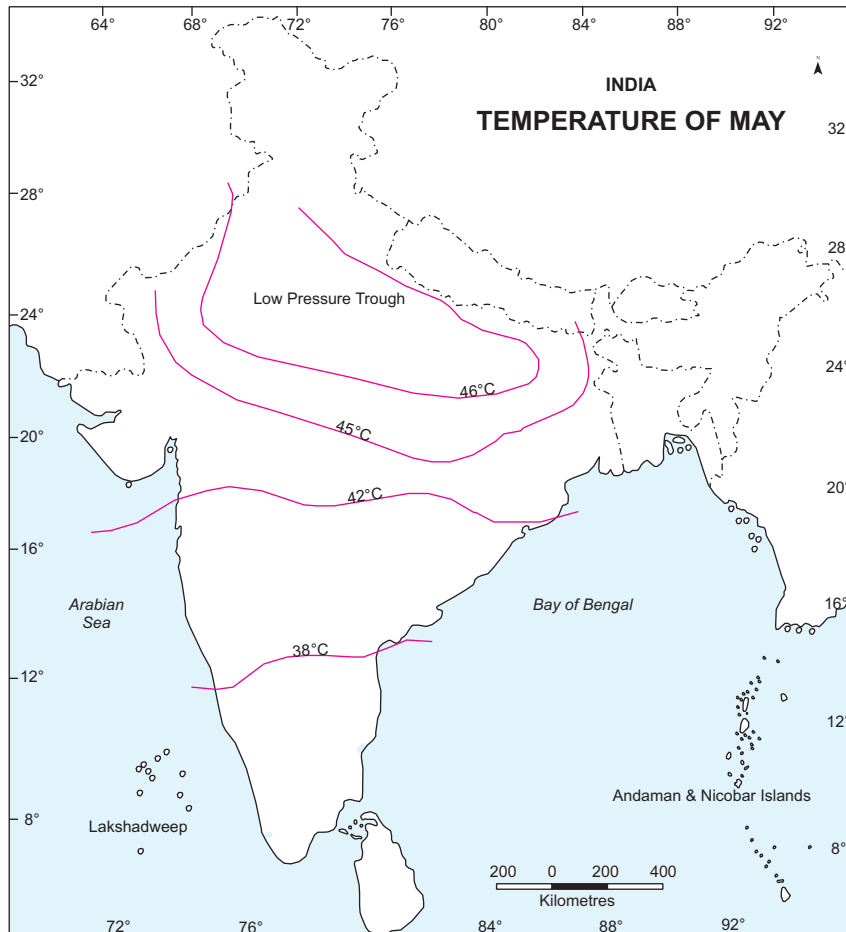 64° 68° 72° 76° 80° 84° 88° 92°
32°
INDIA
N
TEMPERATURE OF MAY
32°
28°
28°
Low Pressure Trough
24°
24°
46°C
45°C
20°
42°C
20°
16°
Arabian
Sea
Bay of Bengal
16°
38°C
12°
12°
Andaman & Nicobar Islands
8°
Lakshadweep
8°
200 0 200 400
Kilometres
72° 76° 84° 88° 92°